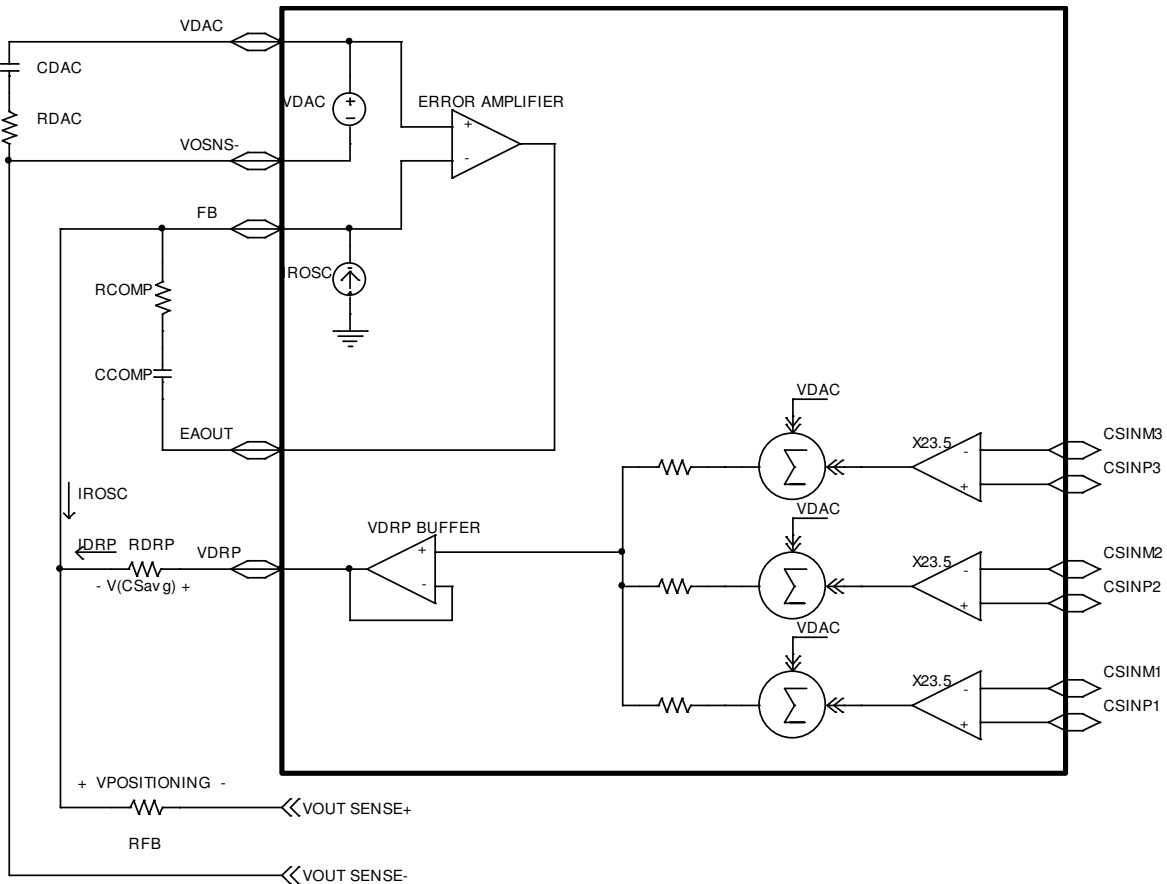 VDAC
CDAC
RDAC
VDAC
+
-
ERROR AMPLIFIER
+
-
VOSNS-
FB
IROSC
RCOMP
CCOMP
EAOUT
IROSC
IDRP
RDRP
VDRP
- V(CSavg) +
VDRP BUFFER
+
-
VDAC
Σ
X23.5
-
+
CSINM3
CSINP3
VDAC
Σ
X23.5
-
+
CSINM2
CSINP2
VDAC
Σ
X23.5
-
+
CSINM1
CSINP1
+ VPOSITIONING -
RFB
VOUT SENSE+
VOUT SENSE-